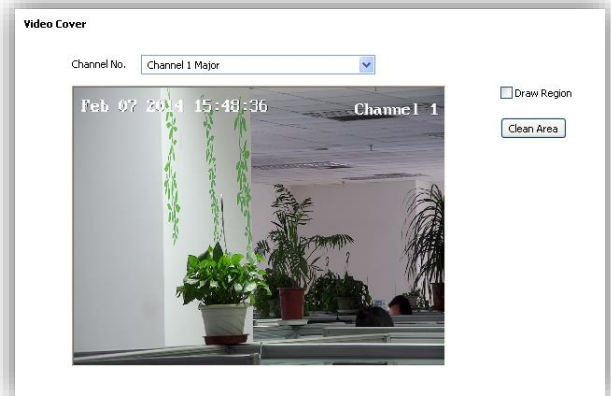 Video Cover
Channel No. Channel 1 Major
Draw Region
Feb 07 2014 15:48:36 Channel 1
Clean Area